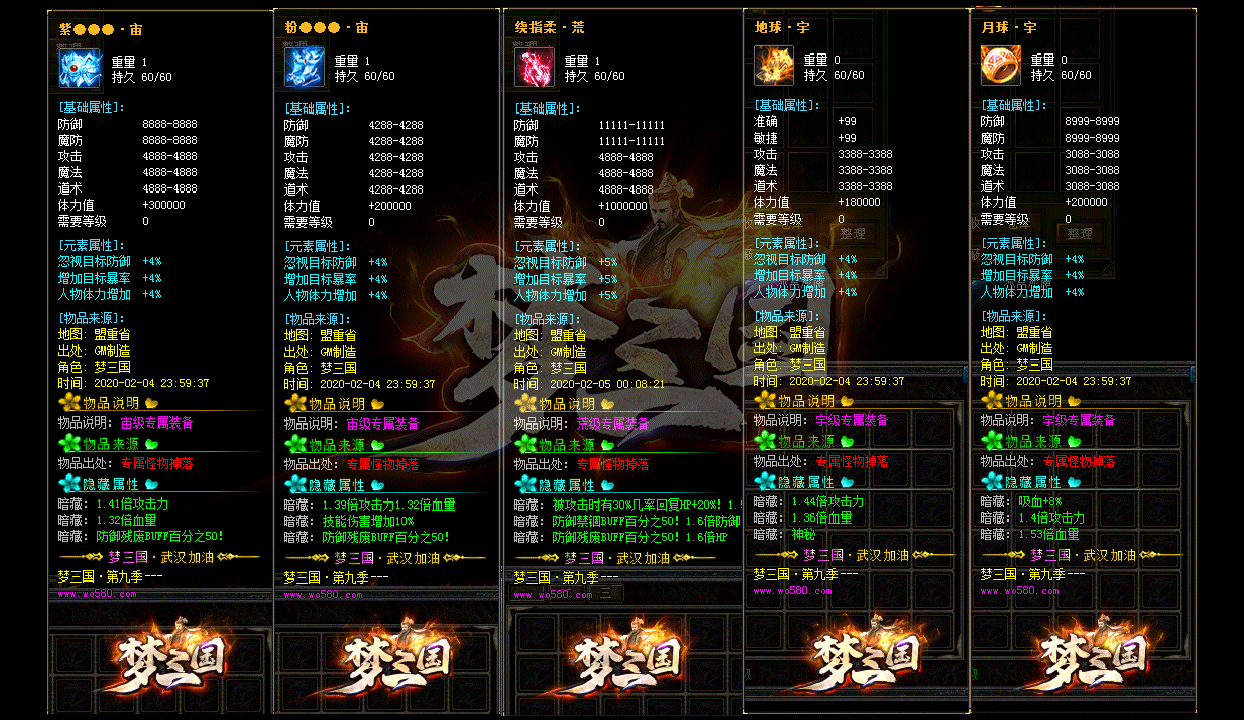 紫●●●·宙
重量 1
持久 60/60
[基础属性]:
防御 8888-8888
魔防 8888-8888
攻击 4888-4888
魔法 4888-4888
道术 4888-4888
体力值 +300000
需要等级 0
[元素属性]:
忽视目标防御 +4%
增加目标暴率 +4%
人物体力增加 +4%
[物品来源]:
地图: 盟重省
出处: GM制造
角色: 梦三国
时间: 2020-02-04 23:59:37
物品说明
物品说明: 宙级专属装备
物品来源
物品出处: 专属怪物掉落
隐藏属性
暗藏: 1.41倍攻击力
暗藏: 1.32倍血量
暗藏: 防御残废BUFF百分之50!
梦三国·武汉加油
梦三国·第九季---
www.wo580.com
梦三国
粉●●●·宙
重量 1
持久 60/60
[基础属性]:
防御 4288-4288
魔防 4288-4288
攻击 4288-4288
魔法 4288-4288
道术 4288-4288
体力值 +200000
需要等级 0
[元素属性]:
忽视目标防御 +4%
增加目标暴率 +4%
人物体力增加 +4%
[物品来源]:
地图: 盟重省
出处: GM制造
角色: 梦三国
时间: 2020-02-04 23:59:37
物品说明
物品说明: 宙级专属装备
物品来源
物品出处: 专属怪物掉落
隐藏属性
暗藏: 1.39倍攻击力1.32倍血量
暗藏: 技能伤害增加10%
暗藏: 防御残废BUFF百分之50!
梦三国·武汉加油
梦三国·第九季---
www.wo580.com
梦三国
绕指柔·荒
重量 1
持久 60/60
[基础属性]:
防御 11111-11111
魔防 11111-11111
攻击 4888-4888
魔法 4888-4888
道术 4888-4888
体力值 +1000000
需要等级 0
[元素属性]:
忽视目标防御 +5%
增加目标暴率 +5%
人物体力增加 +5%
[物品来源]:
地图: 盟重省
出处: GM制造
角色: 梦三国
时间: 2020-02-05 00:08:21
物品说明
物品说明: 荒级专属装备
物品来源
物品出处: 专属怪物掉落
隐藏属性
暗藏: 被攻击时有30%几率回复HP+20%! 1.
暗藏: 防御禁锢BUFF百分之50! 1.6倍防御
暗藏: 防御残废BUFF百分之50! 1.6倍HP
梦三国·武汉加油
梦三国·第九季---
www.wo580.com
梦三国
地球·宇
重量 0
持久 60/60
[基础属性]:
准确 +99
敏捷 +99
攻击 3388-3388
魔法 3388-3388
道术 3388-3388
体力值 +180000
需要等级 0
整理
[元素属性]:
忽视目标防御 +4%
增加目标暴率 +4%
人物体力增加 +4%
[物品来源]:
地图: 盟重省
出处: GM制造
角色: 梦三国
时间: 2020-02-04 23:59:37
物品说明
物品说明: 宇级专属装备
物品来源
物品出处: 专属怪物掉落
隐藏属性
暗藏: 1.44倍攻击力
暗藏: 1.36倍血量
暗藏: 神秘
梦三国·武汉加油
梦三国·第九季---
www.wo580.com
梦三国
月球·宇
重量 0
持久 60/60
[基础属性]:
防御 8999-8999
魔防 8999-8999
攻击 3088-3088
魔法 3088-3088
道术 3088-3088
体力值 +200000
需要等级 0
整理
[元素属性]:
忽视目标防御 +4%
增加目标暴率 +4%
人物体力增加 +4%
[物品来源]:
地图: 盟重省
出处: GM制造
角色: 梦三国
时间: 2020-02-04 23:59:37
物品说明
物品说明: 宇级专属装备
物品来源
物品出处: 专属怪物掉落
隐藏属性
暗藏: 吸血+8%
暗藏: 1.4倍攻击力
暗藏: 1.53倍血量
梦三国·武汉加油
梦三国·第九季---
www.wo580.com
梦三国
梦三国